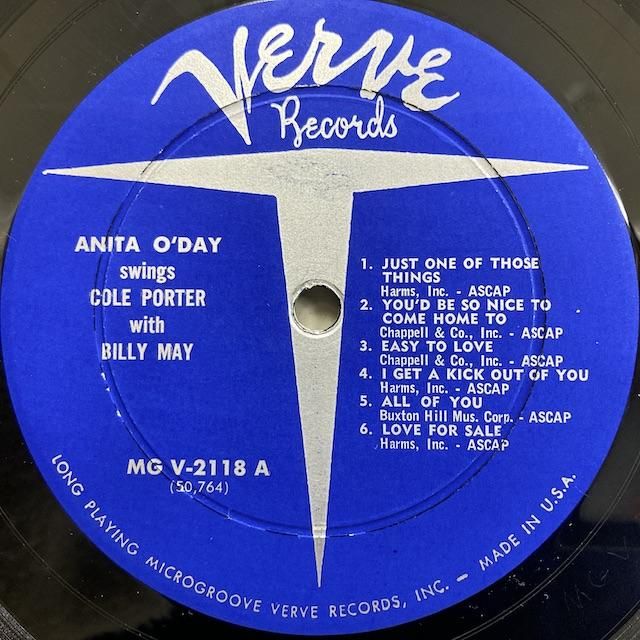 Verve
Records
ANITA O'DAY
swings
COLE PORTER
with
BILLY MAY
MG V-2118 A
(50,764)
1. JUST ONE OF THOSE
THINGS
Harms, Inc. - ASCAP
2. YOU'D BE SO NICE TO
COME HOME TO
Chappell & Co., Inc. - ASCAP
3. EASY TO LOVE
Chappell & Co., Inc. - ASCAP
4. I GET A KICK OUT OF YOU
Harms, Inc. - ASCAP
5. ALL OF YOU
Buxton Hill Mus. Corp. - ASCAP
6. LOVE FOR SALE
Harms, Inc. - ASCAP
LONG PLAYING MICROGROOVE VERVE RECORDS, INC. — MADE IN U.S.A.